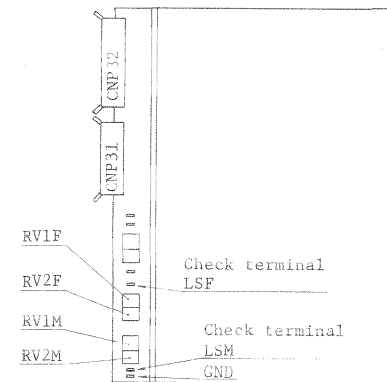 CNP32
CNP31
RV1F
RV2F
Check terminal
LSF
RV1M
RV2M
Check terminal
LSM
GND